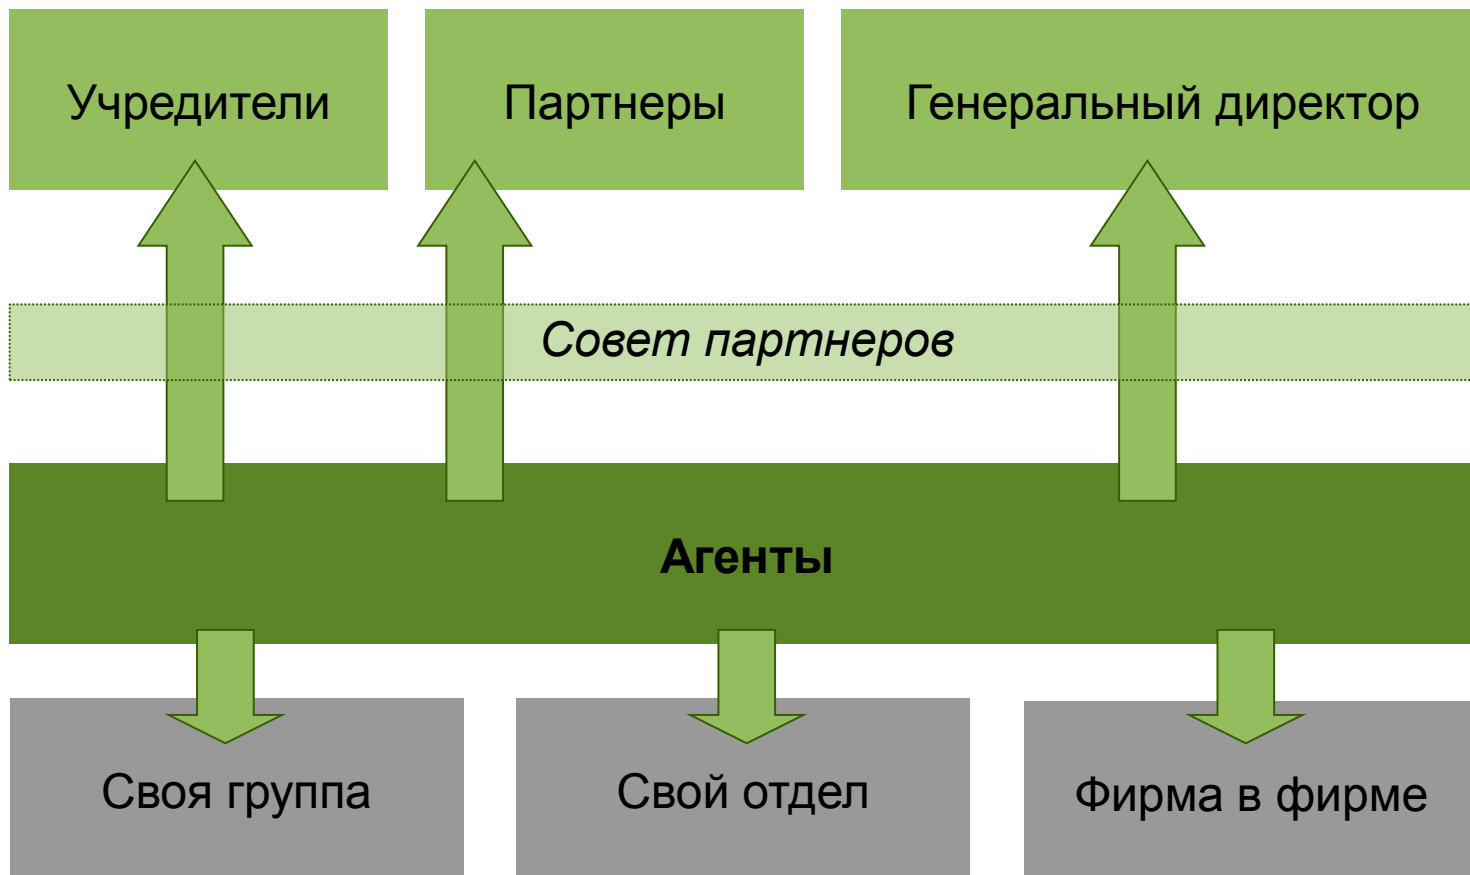 Учредители
Партнеры
Генеральный директор
Совет партнеров
Агенты
Своя группа
Свой отдел
Фирма в фирме